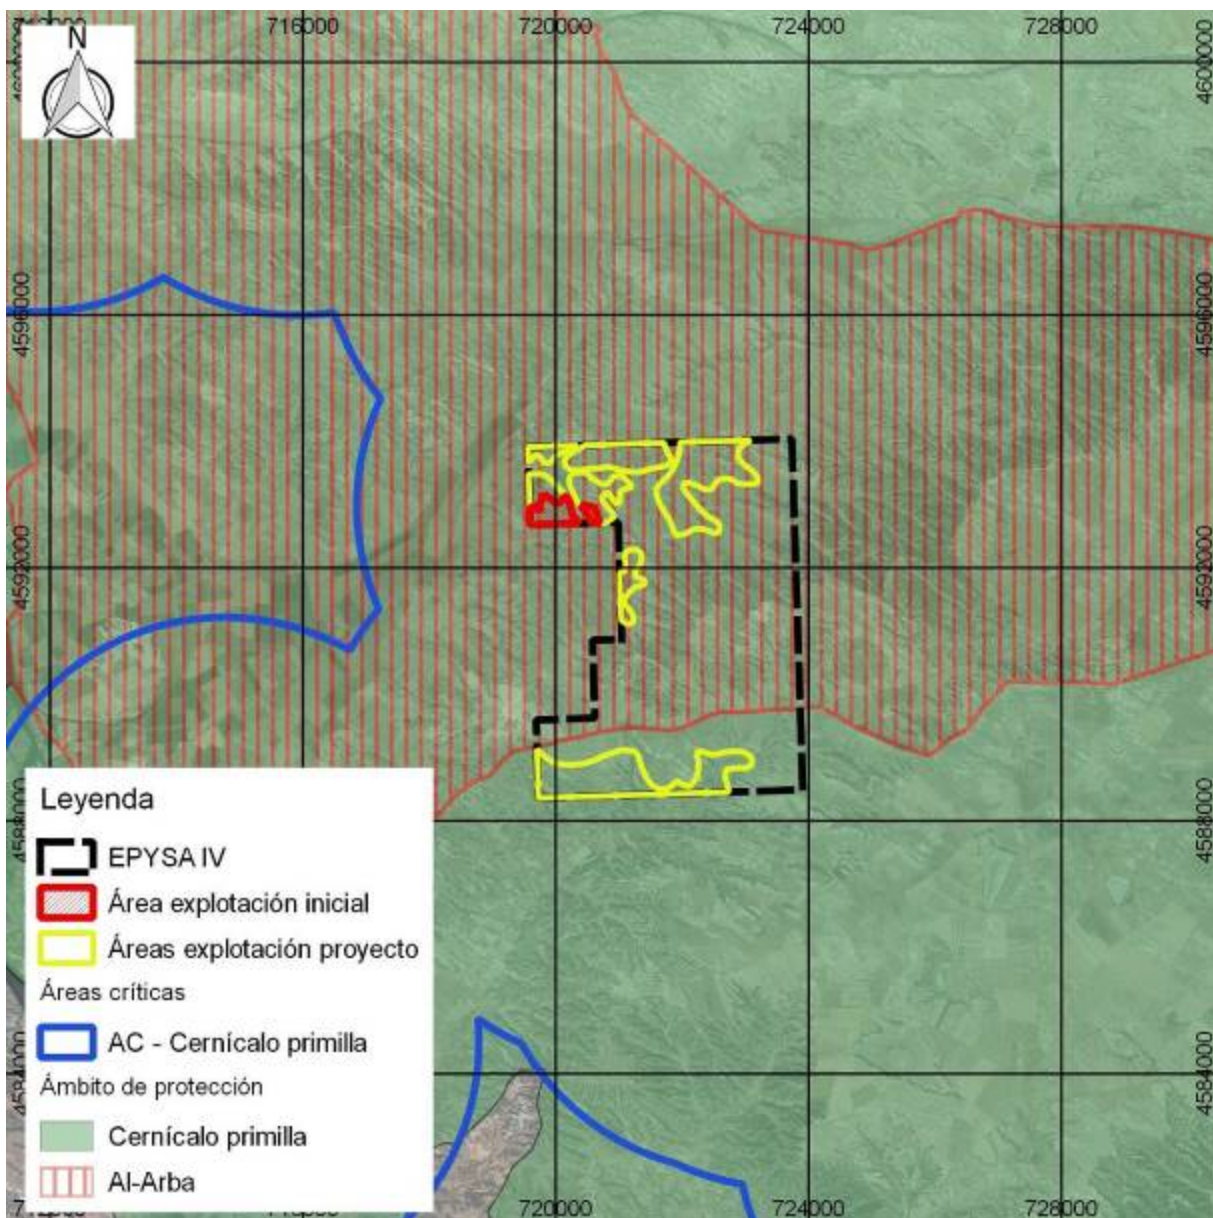 716000
720000
724000
728000
N
4600000
4596000
4596000
4592000
4592000
Leyenda
EPYSA IV
Área explotación inicial
Áreas explotación proyecto
Áreas críticas
AC - Cernícalo primilla
Ámbito de protección
Cernícalo primilla
Al-Arba
4588000
4584000
720000
724000
728000